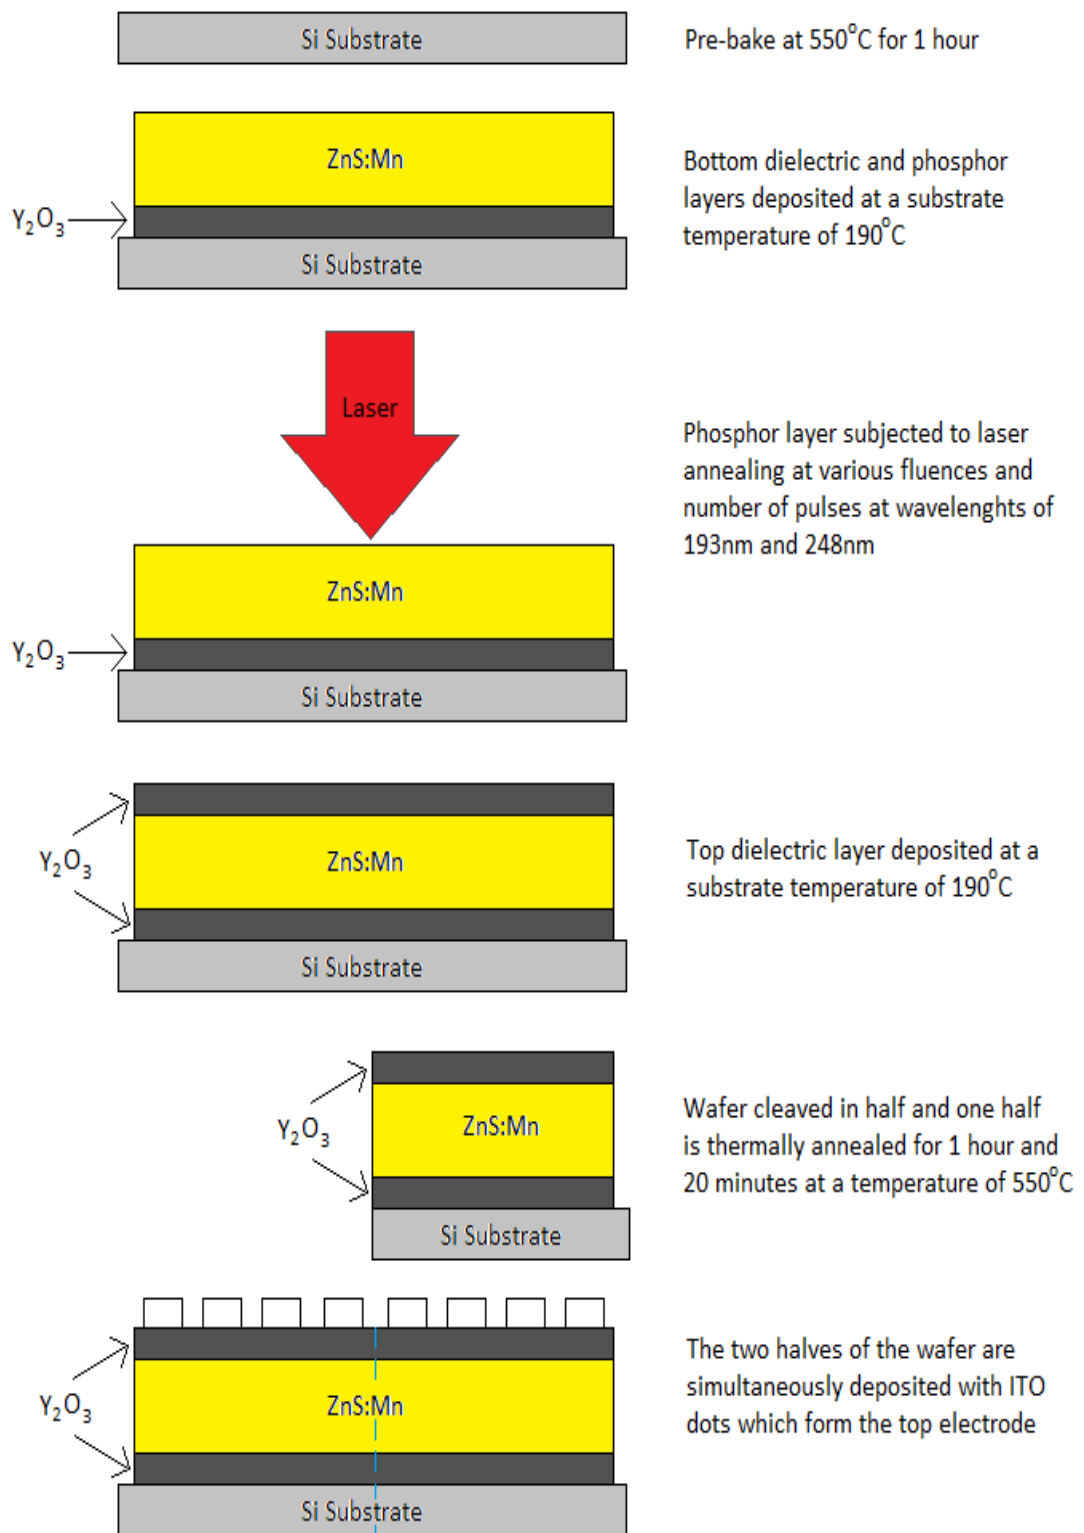 Si Substrate
Pre-bake at 550°C for 1 hour
ZnS:Mn
Y₂O₃
Si Substrate
Bottom dielectric and phosphor
layers deposited at a substrate
temperature of 190°C
Laser
ZnS:Mn
Y₂O₃
Si Substrate
Phosphor layer subjected to laser
annealing at various fluences and
number of pulses at wavelenghts of
193nm and 248nm
Y₂O₃
ZnS:Mn
Si Substrate
Top dielectric layer deposited at a
substrate temperature of 190°C
Y₂O₃
ZnS:Mn
Si Substrate
Wafer cleaved in half and one half
is thermally annealed for 1 hour and
20 minutes at a temperature of 550°C
Y₂O₃
ZnS:Mn
Si Substrate
The two halves of the wafer are
simultaneously deposited with ITO
dots which form the top electrode